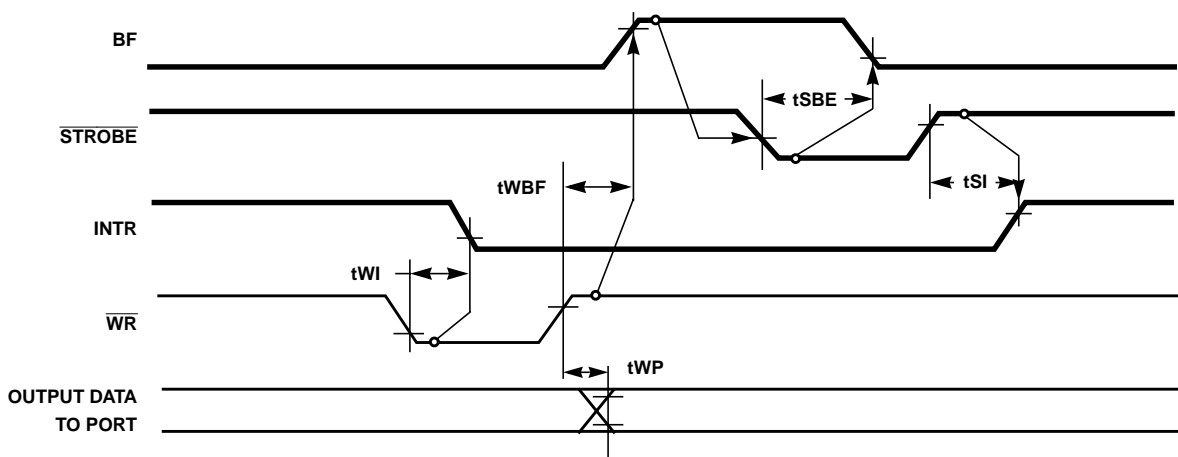 BF
tSBE
STROBE
tWBF
tSI
INTR
tWI
WR
tWP
OUTPUT DATA
TO PORT